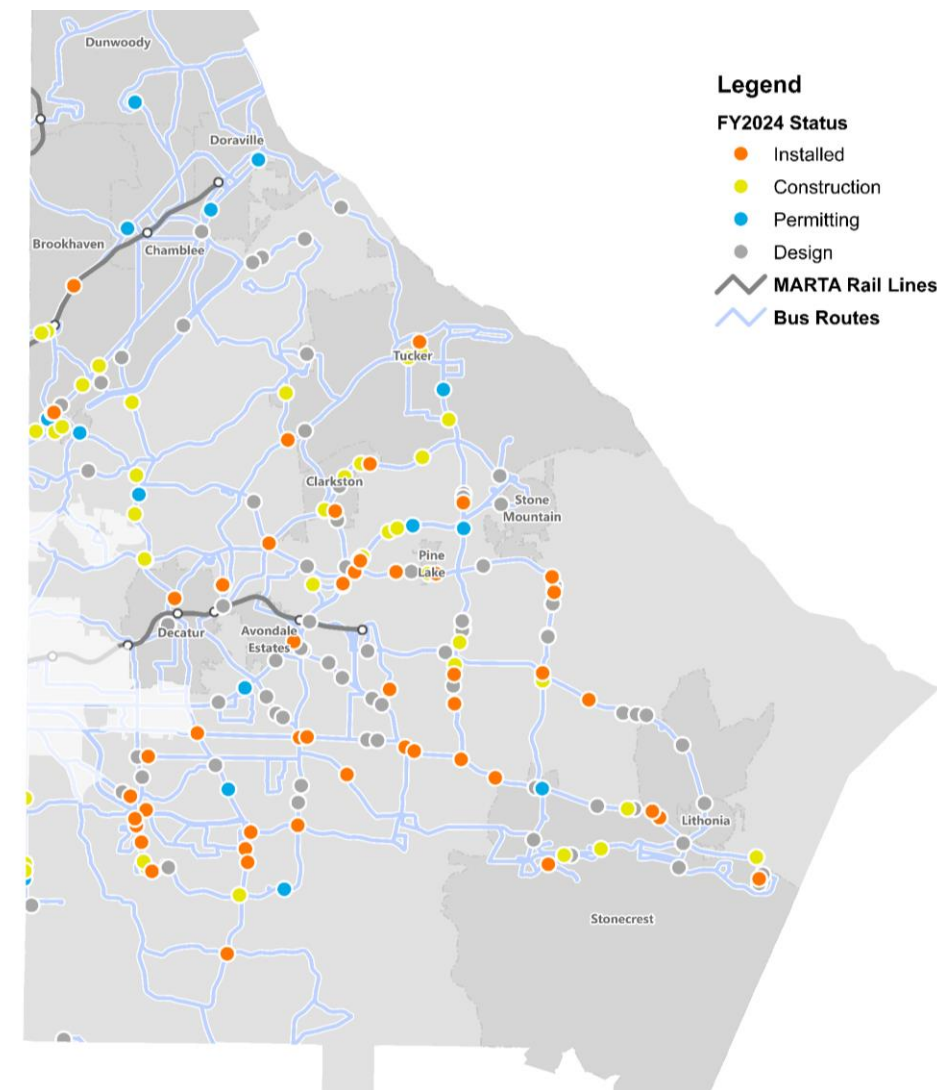 Dunwoody
Doraville
Brookhaven
Chamblee
Tucker
Clarkston
Stone
Mountain
Pine
Lake
Decatur
Avondale
Estates
Lithonia
Stonecrest
Legend
FY2024 Status
Installed
Construction
Permitting
Design
MARTA Rail Lines
Bus Routes